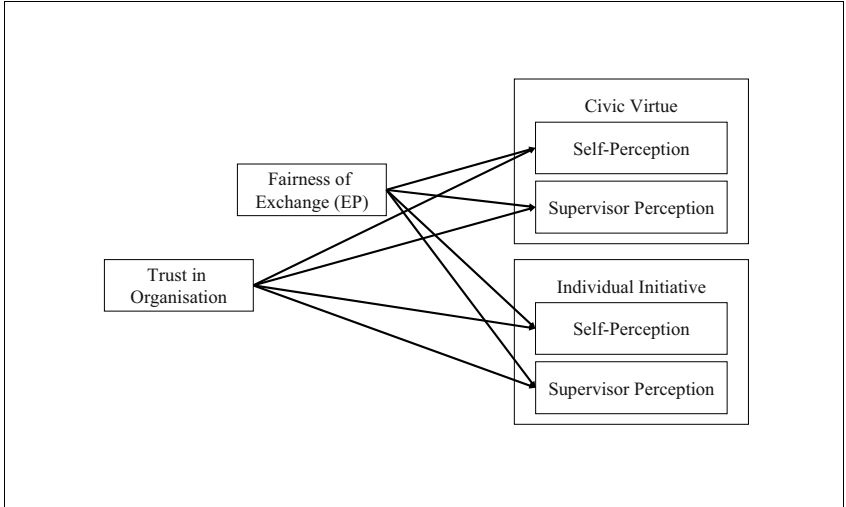 Civic Virtue
Self-Perception
Supervisor Perception
Fairness of
Exchange (EP)
Trust in
Organisation
Individual Initiative
Self-Perception
Supervisor Perception